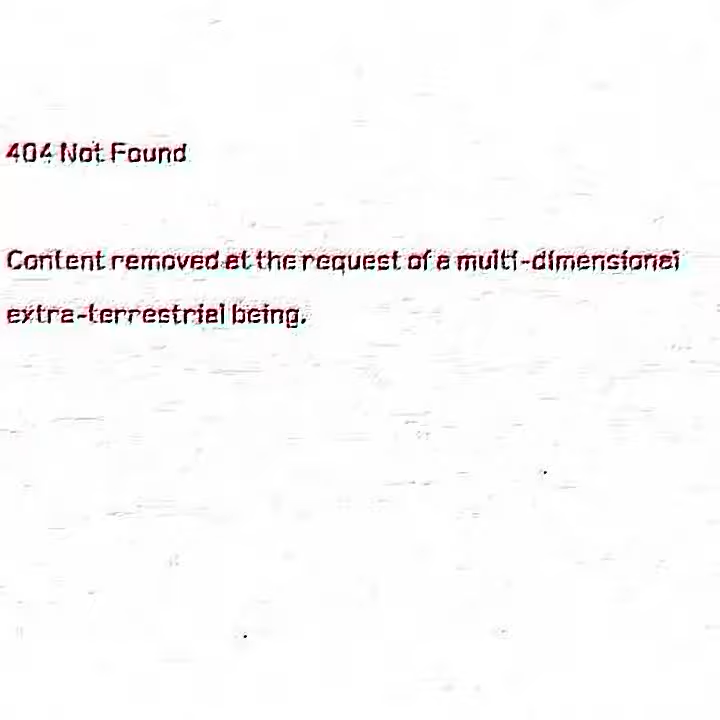 404 Not Found
Content removed at the request of a multi-dimensional
extra-terrestrial being.